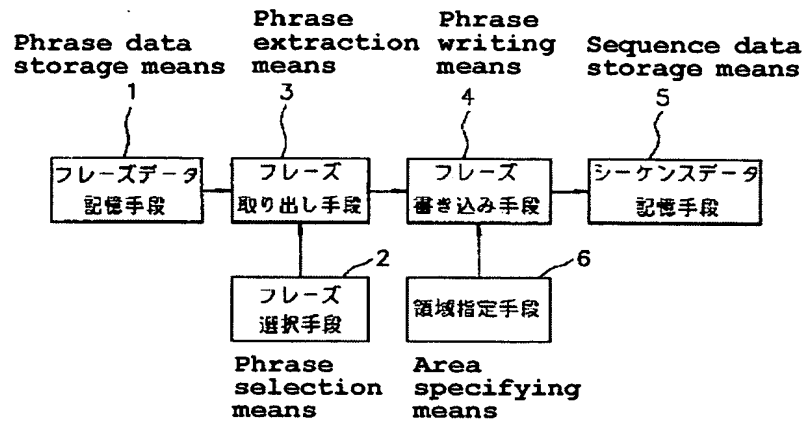 Phrase data
storage means
Phrase
extraction
means
Phrase
writing
means
Sequence data
storage means
1
3
4
5
フレーズデータ
記憶手段
フレーズ
取り出し手段
フレーズ
書き込み手段
シーケンスデータ
記憶手段
2
6
フレーズ
選択手段
領域指定手段
Phrase
selection
means
Area
specifying
means